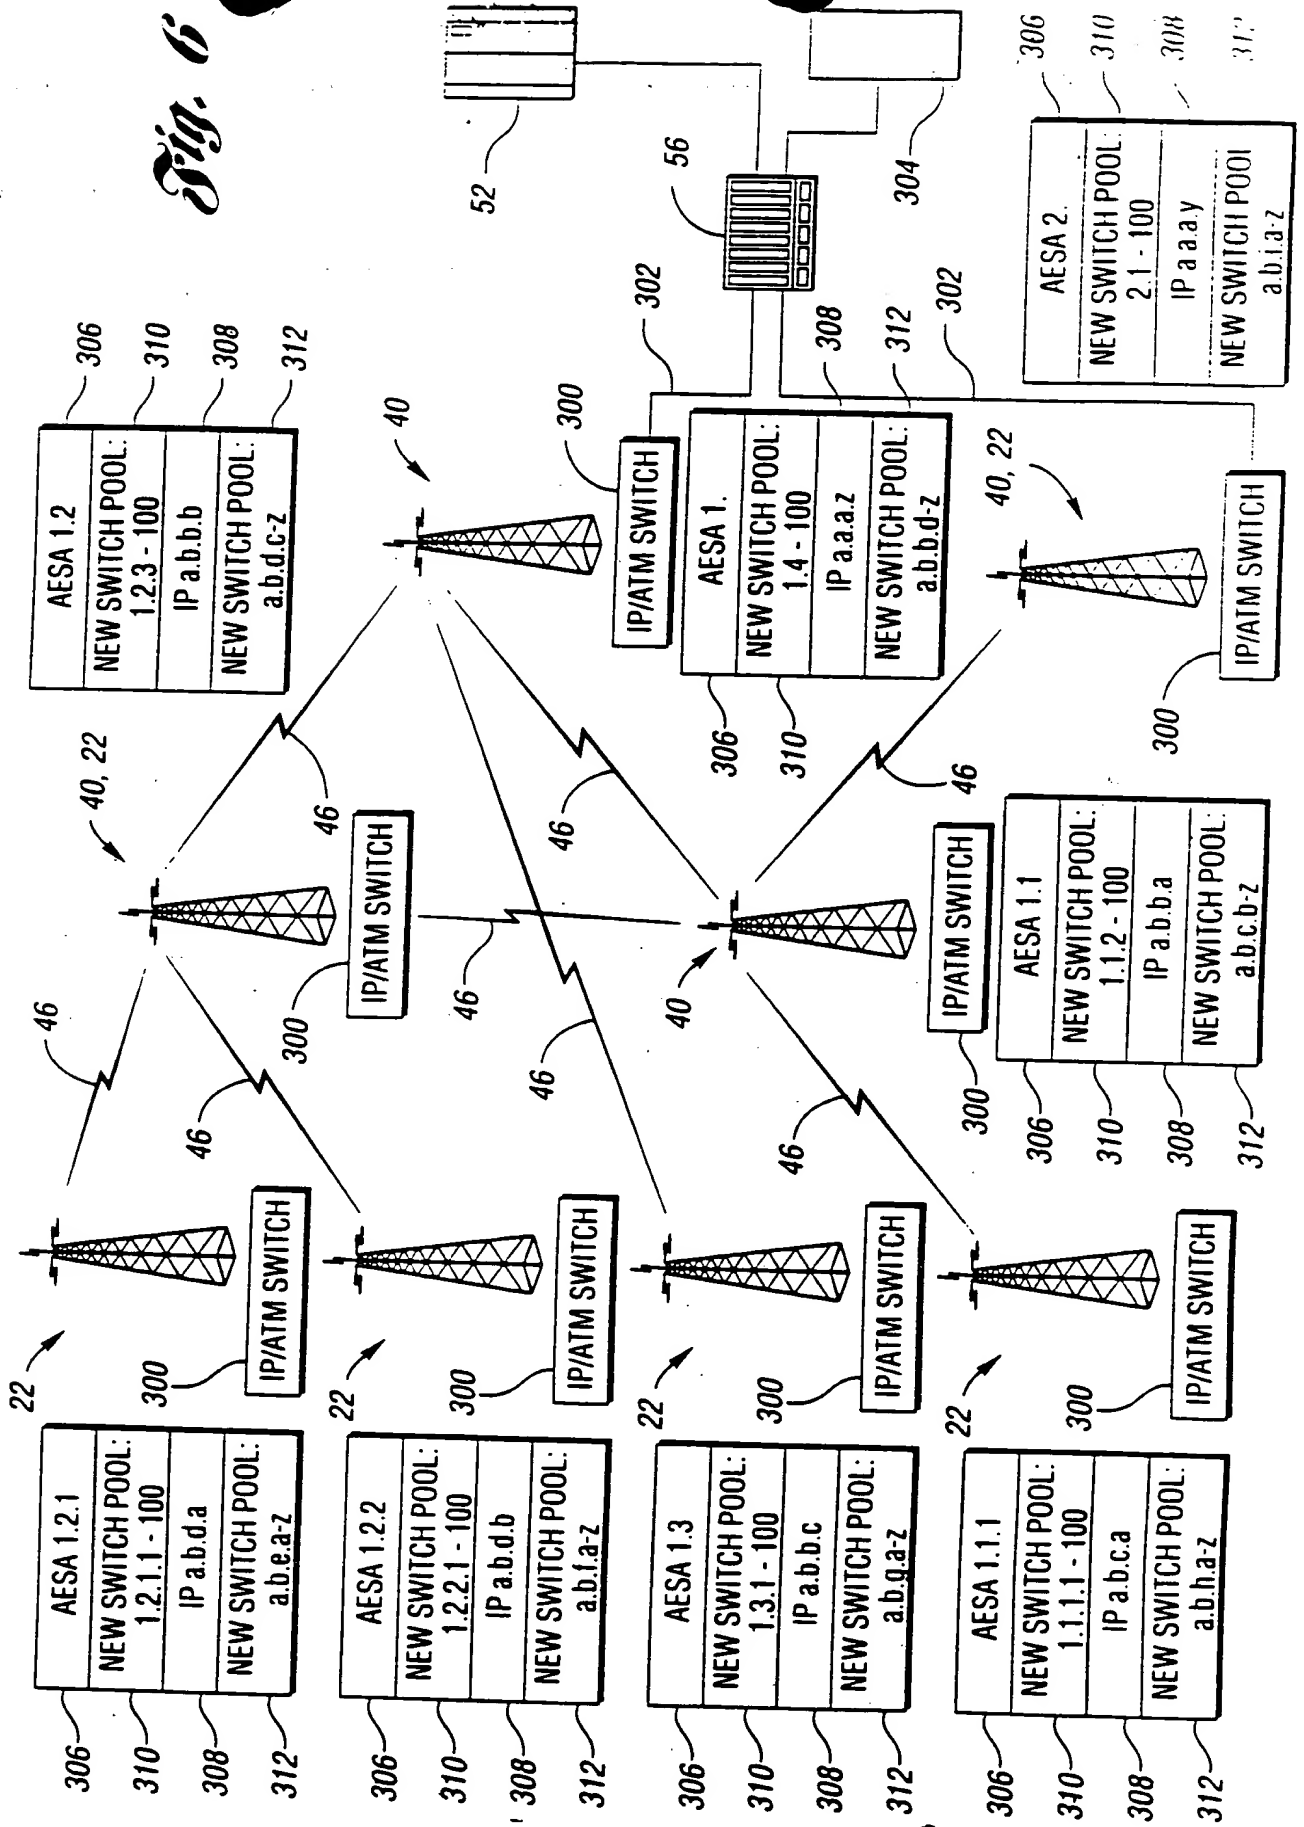 Fig. 6
306
AESA 1.2.1
310
NEW SWITCH POOL:
1.2.1.1 - 100
308
IP a.b.d.a
312
NEW SWITCH POOL:
a.b.e.a-z
22
300
IP/ATM SWITCH
46
46
40, 22
300
IP/ATM SWITCH
46
AESA 1.2
306
NEW SWITCH POOL:
1.2.3 - 100
310
IP a.b.b.b
308
NEW SWITCH POOL:
a.b.d.c-z
312
306
AESA 1.2.2
310
NEW SWITCH POOL:
1.2.2.1 - 100
308
IP a.b.d.b
312
NEW SWITCH POOL:
a.b.f.a-z
22
300
IP/ATM SWITCH
46
46
46
40
300
IP/ATM SWITCH
302
52
56
304
306
AESA 1.3
310
NEW SWITCH POOL:
1.3.1 - 100
308
IP a.b.b.c
312
NEW SWITCH POOL:
a.b.g.a-z
22
300
IP/ATM SWITCH
40
300
IP/ATM SWITCH
306
AESA 1.
310
NEW SWITCH POOL:
1.4 - 100
IP a.a.a.z
308
NEW SWITCH POOL:
a.b.b.d-z
312
302
46
46
306
AESA 1.1.1
310
NEW SWITCH POOL:
1.1.1.1 - 100
308
IP a.b.c.a
312
NEW SWITCH POOL:
a.b.h.a-z
22
300
IP/ATM SWITCH
306
AESA 1.1
310
NEW SWITCH POOL:
1.1.2 - 100
308
IP a.b.b.a
312
NEW SWITCH POOL:
a.b.c.b-z
40, 22
300
IP/ATM SWITCH
AESA 2.
306
NEW SWITCH POOL:
2.1 - 100
310
IP a.a.a.y
308
NEW SWITCH POOL
a.b.i.a-z